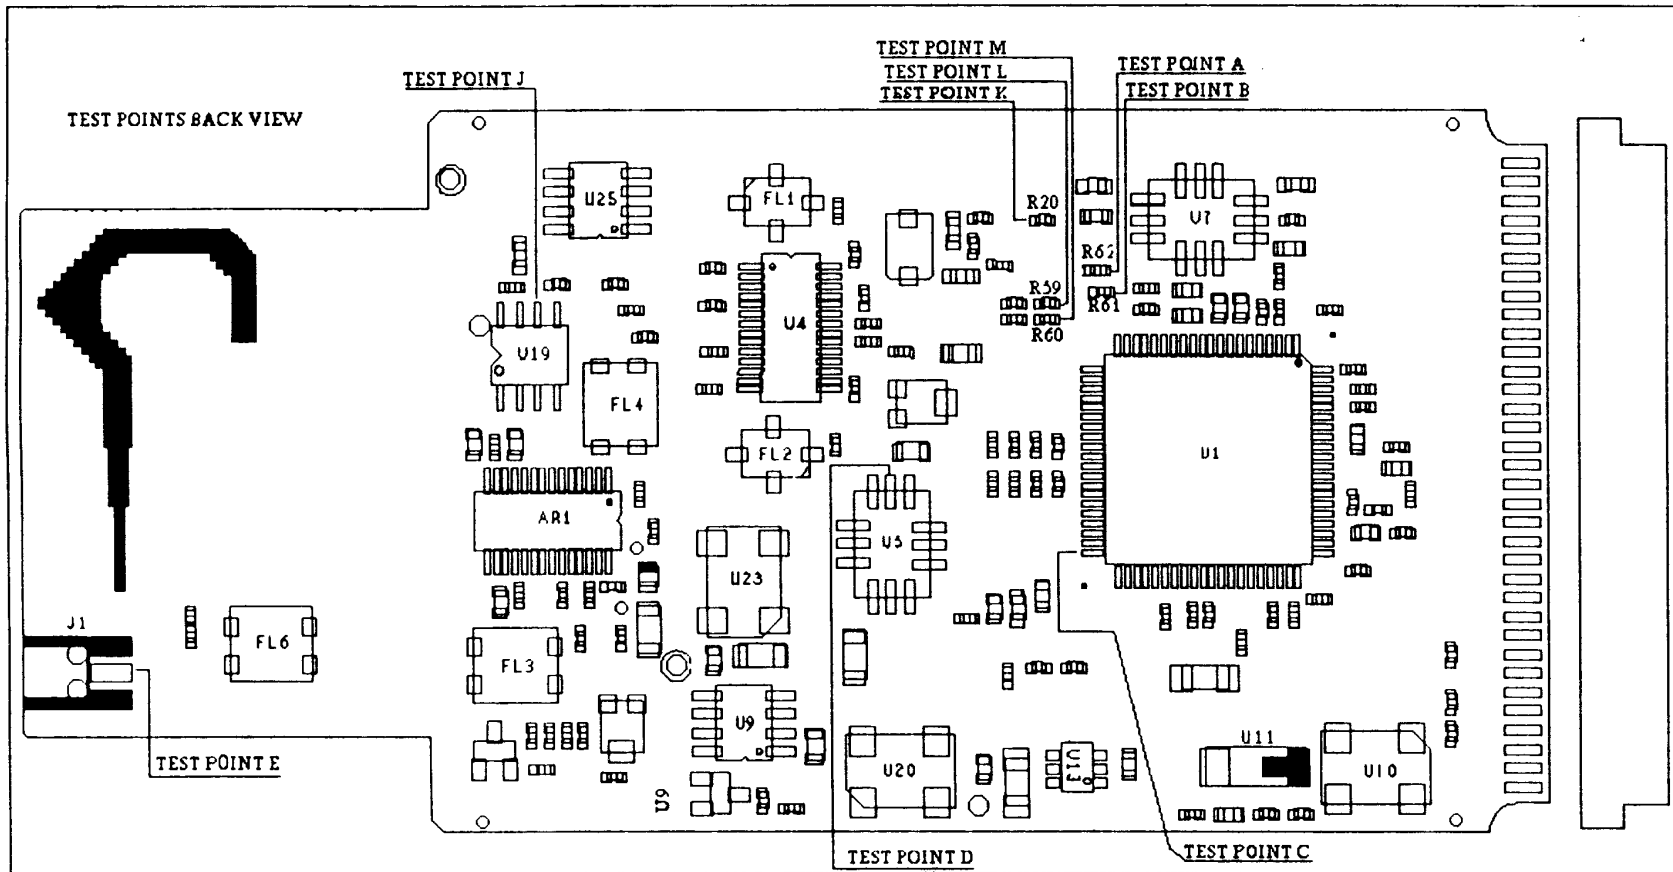 TEST POINT M
TEST POINT L
TEST POINT K
TEST POINT A
TEST POINT B
TEST POINT J
TEST POINTS BACK VIEW
U25
FL1
R20
U7
R62
R59
R61
R60
U4
U19
FL4
FL2
U1
AR1
U5
U23
J1
FL6
FL3
U9
U11
U13
U20
U10
TEST POINT E
U9
TEST POINT D
TEST POINT C